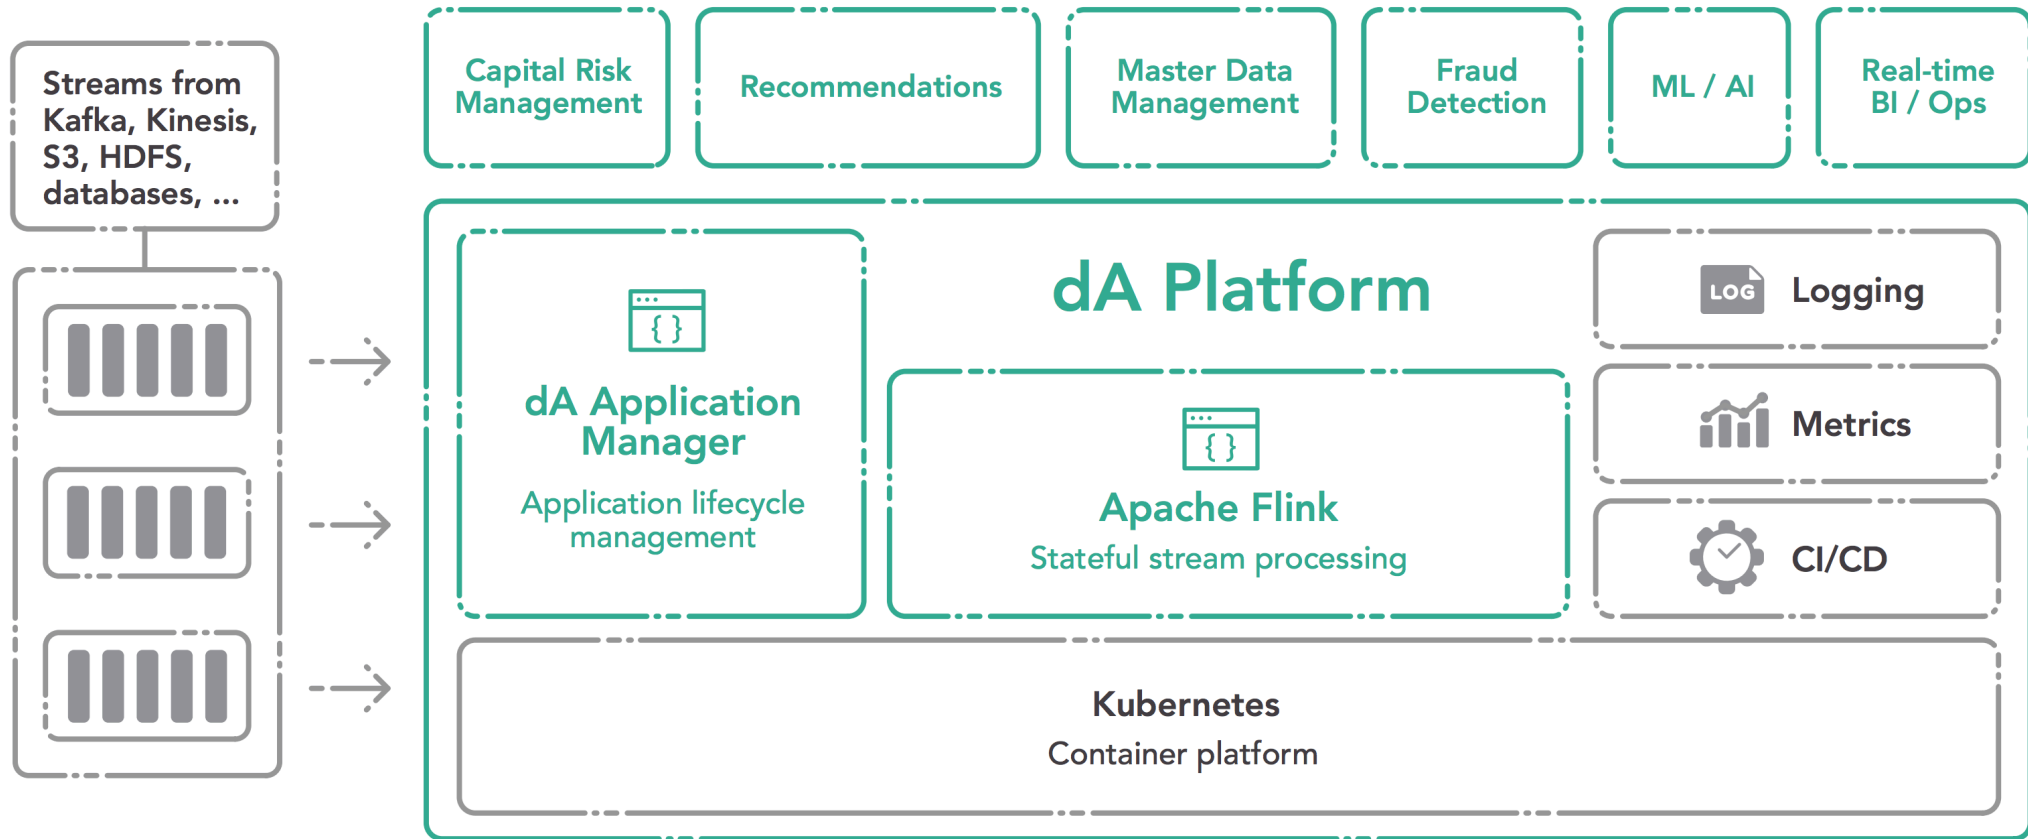 Streams from
Kafka, Kinesis,
S3, HDFS,
databases, ...
Capital Risk
Management
Recommendations
Master Data
Management
Fraud
Detection
ML / AI
Real-time
BI / Ops
dA Platform
{ }
dA Application
Manager
Application lifecycle
management
{ }
Apache Flink
Stateful stream processing
LOG
Logging
Metrics
CI/CD
Kubernetes
Container platform